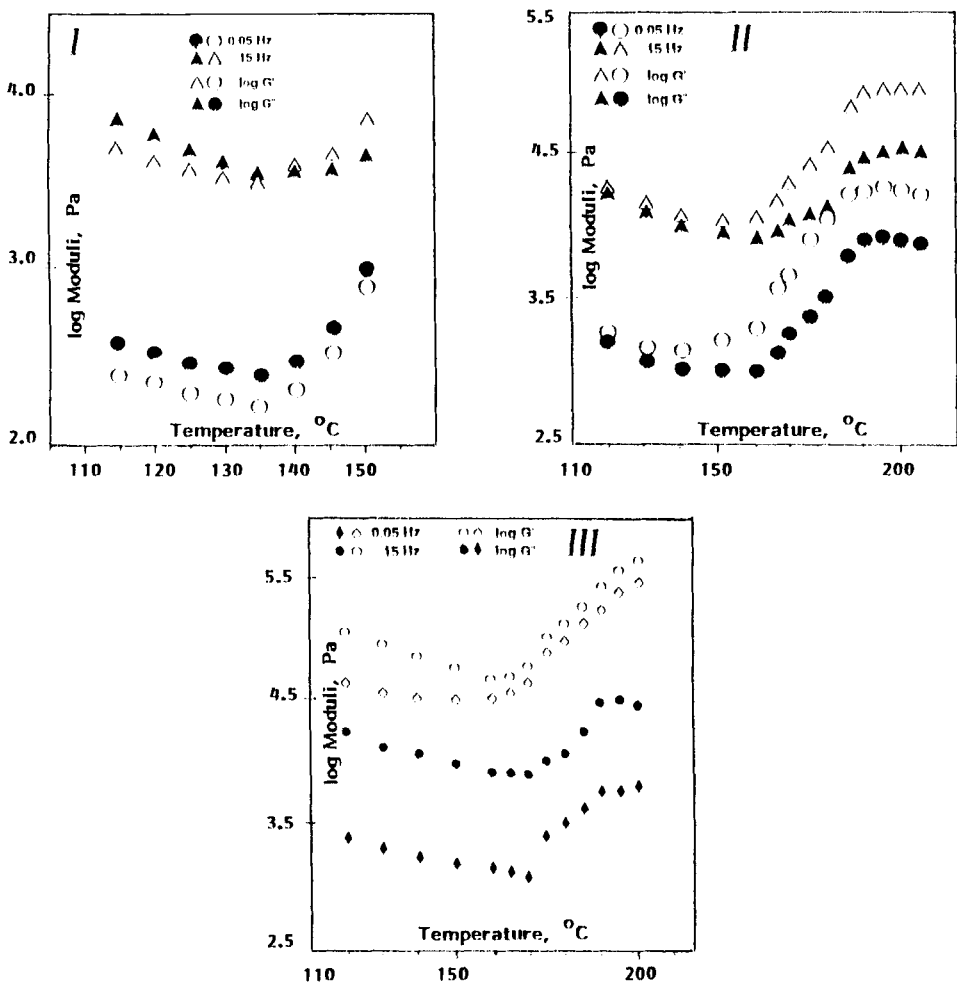 I
0.05 Hz
15 Hz
log G'
log G"
4.0
3.0
2.0
log Moduli, Pa
Temperature, °C
110 120 130 140 150
II
0.05 Hz
15 Hz
log G'
log G"
5.5
4.5
3.5
2.5
log Moduli, Pa
Temperature, °C
110 150 200
III
0.05 Hz log G'
15 Hz log G"
5.5
4.5
3.5
2.5
log Moduli, Pa
Temperature, °C
110 150 200